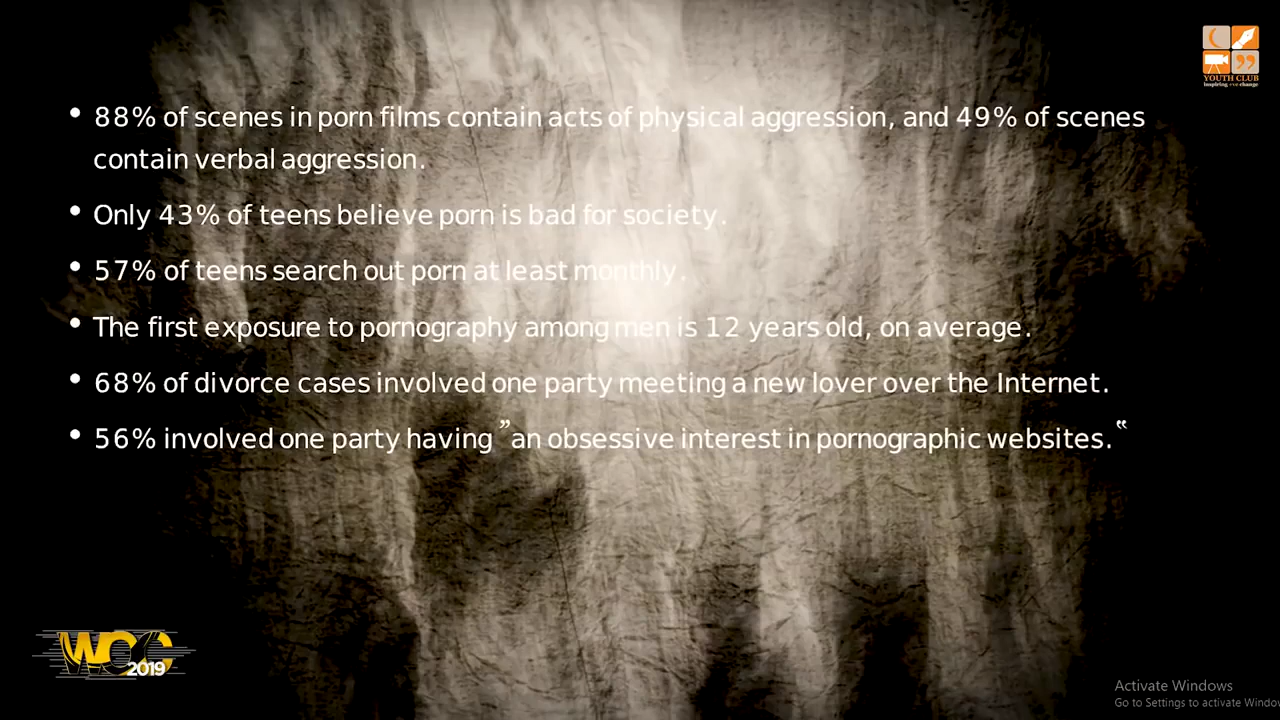 • 88% of scenes in porn films contain acts of physical aggression, and 49% of scenes
contain verbal aggression.
• Only 43% of teens believe porn is bad for society.
• 57% of teens search out porn at least monthly.
• The first exposure to pornography among men is 12 years old, on average.
• 68% of divorce cases involved one party meeting a new lover over the Internet.
• 56% involved one party having ”an obsessive interest in pornographic websites.‟
YOUTH CLUB
WCC
2019
Activate Windows
Go to Settings to activate Windo